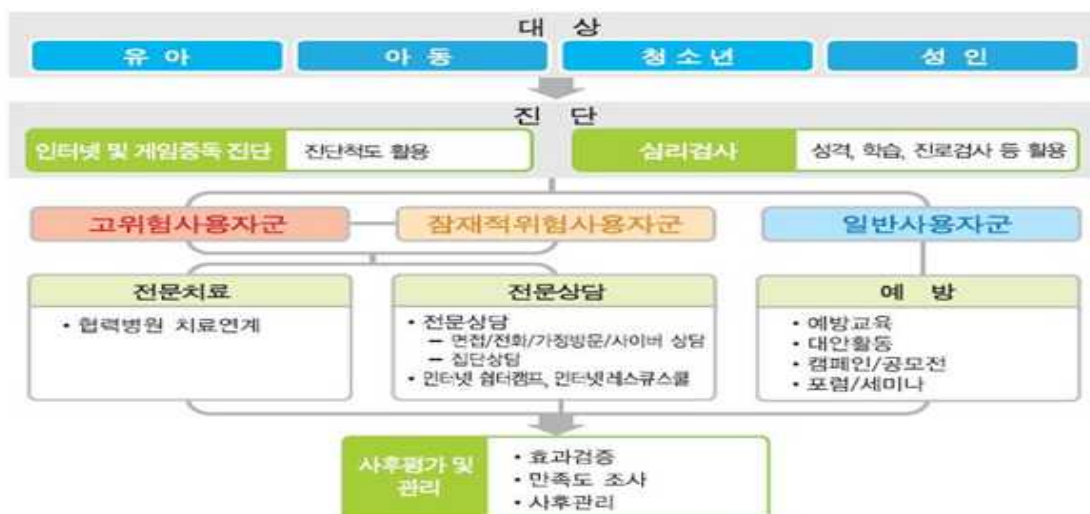 대 상
유 아
아 동
청 소 년
성 인
진 단
인터넷 및 게임중독 진단
진단척도 활용
심리검사
성격, 학습, 진로검사 등 활용
고위험사용자군
잠재적위험사용자군
일반사용자군
전문치료
• 협력병원 치료연계
전문상담
• 전문상담
– 면접/전화/가정방문/사이버 상담
– 집단상담
• 인터넷 쉼터캠프, 인터넷레스큐스쿨
예 방
• 예방교육
• 대안활동
• 캠페인/공모전
• 포럼/세미나
사후평가 및
관리
• 효과검증
• 만족도 조사
• 사후관리